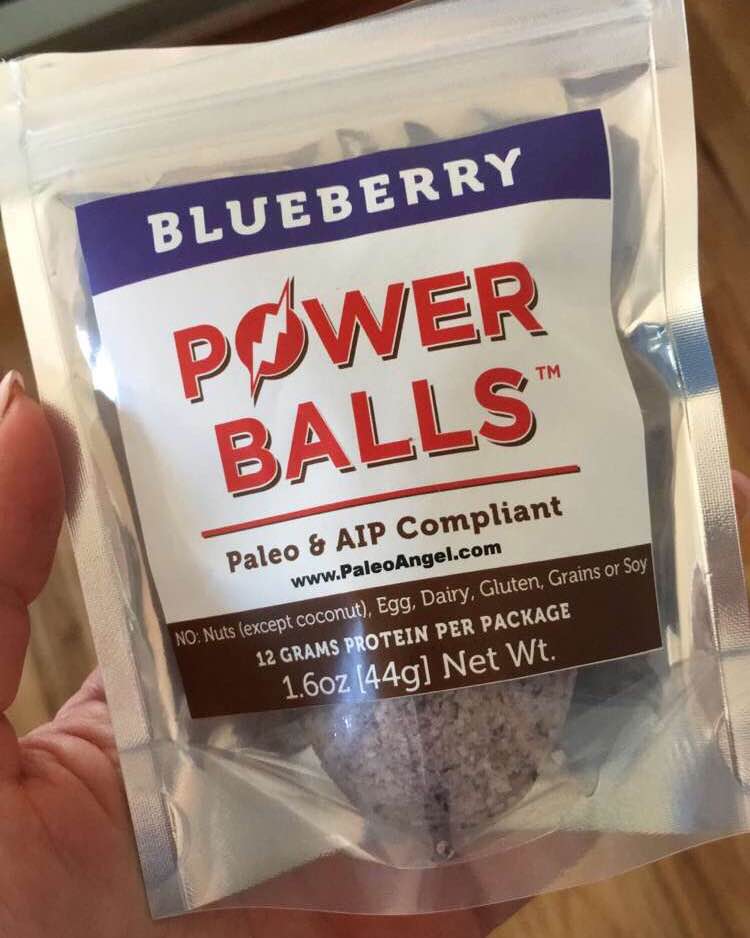 BLUEBERRY
POWER
BALLS™
Paleo & AIP Compliant
www.PaleoAngel.com
NO: Nuts (except coconut), Egg, Dairy, Gluten, Grains or Soy
12 GRAMS PROTEIN PER PACKAGE
1.6oz [44g] Net Wt.